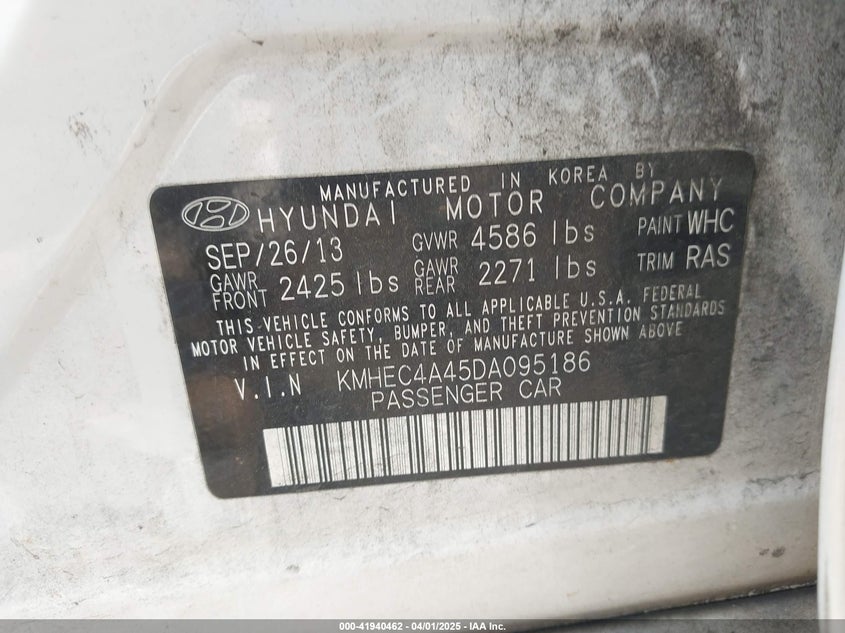 MANUFACTURED IN KOREA BY
HYUNDAI MOTOR COMPANY
SEP/26/13 GVWR 4586 lbs PAINT WHC
GAWR FRONT 2425 lbs GAWR REAR 2271 lbs TRIM RAS
THIS VEHICLE CONFORMS TO ALL APPLICABLE U.S.A. FEDERAL
MOTOR VEHICLE SAFETY, BUMPER, AND THEFT PREVENTION STANDARDS
IN EFFECT ON THE DATE OF MANUFACTURE SHOWN ABOVE
V.I.N KMHEC4A45DA095186
PASSENGER CAR
000-41940462 - 04/01/2025 - IAA Inc.